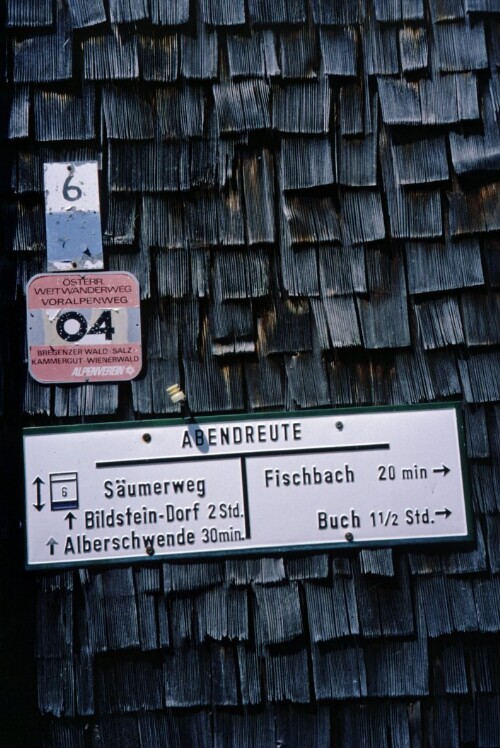 6
ÖSTERR.
WEITWANDERWEG
VORALPENWEG
04
BREGENZER WALD - SALZ-
KAMMERGUT - WIENERWALD
ALPENVEREIN
ABENDREUTE
6 Säumerweg
↑ Bildstein-Dorf 2 Std.
↑ Alberschwende 30 min.
Fischbach 20 min →
Buch 1 1/2 Std. →